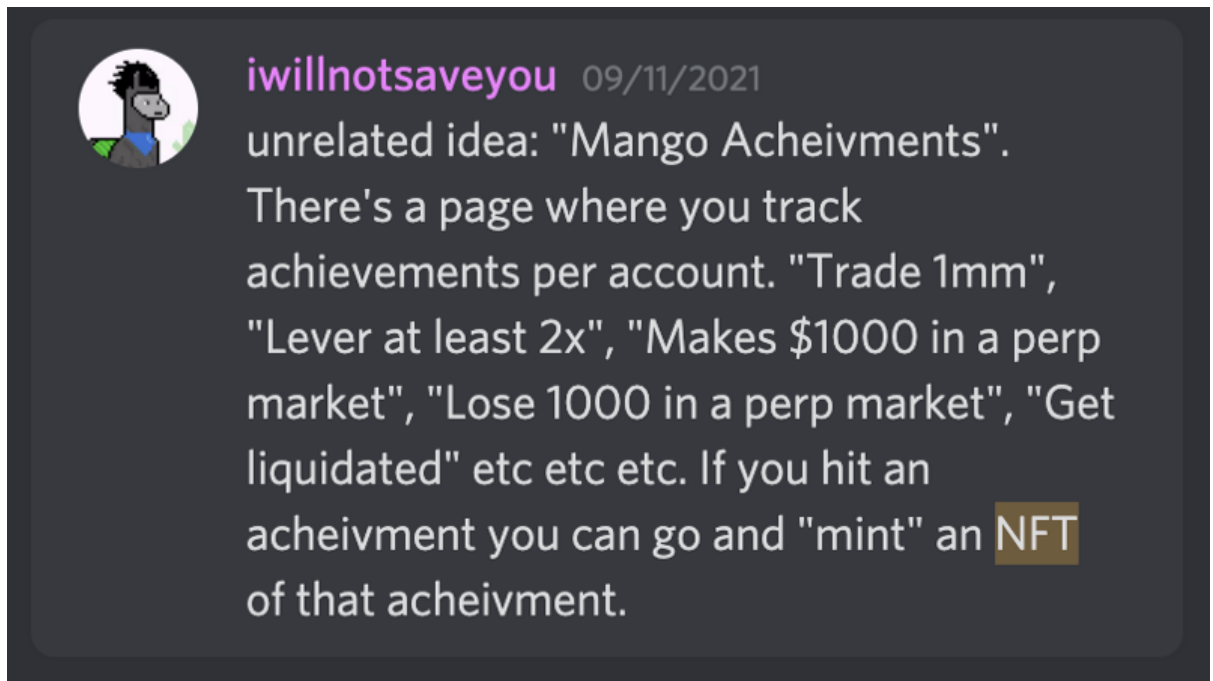 iwillnotsaveyou 09/11/2021
unrelated idea: "Mango Acheivments".
There's a page where you track
achievements per account. "Trade 1mm",
"Lever at least 2x", "Makes $1000 in a perp
market", "Lose 1000 in a perp market", "Get
liquidated" etc etc etc. If you hit an
acheivment you can go and "mint" an NFT
of that acheivment.